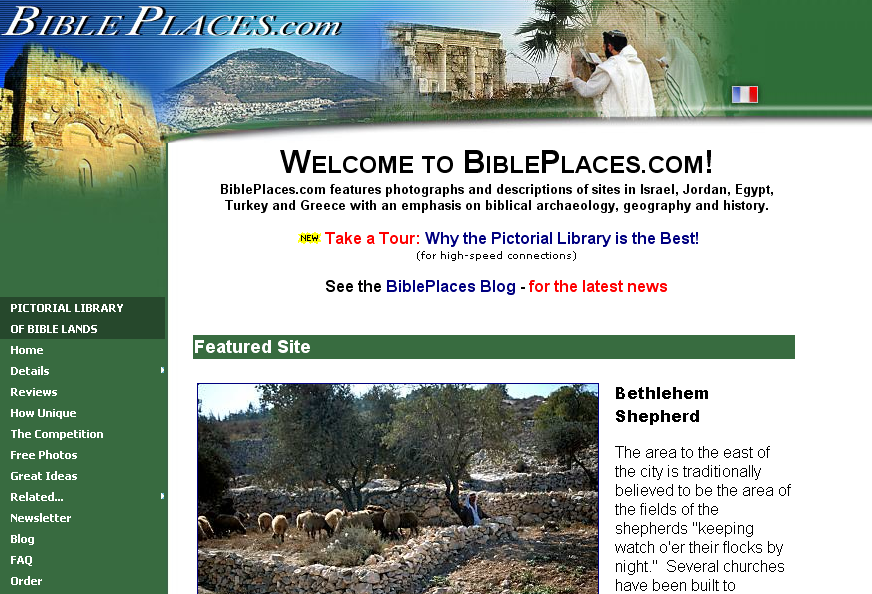 BIBLE PLACES.com
WELCOME TO BIBLEPLACES.COM!
BiblePlaces.com features photographs and descriptions of sites in Israel, Jordan, Egypt,
Turkey and Greece with an emphasis on biblical archaeology, geography and history.
NEW Take a Tour: Why the Pictorial Library is the Best!
(for high-speed connections)
See the BiblePlaces Blog - for the latest news
PICTORIAL LIBRARY
OF BIBLE LANDS
Home
Details
Reviews
How Unique
The Competition
Free Photos
Great Ideas
Related...
Newsletter
Blog
FAQ
Order
Featured Site
Bethlehem
Shepherd
The area to the east of
the city is traditionally
believed to be the area of
the fields of the
shepherds "keeping
watch o'er their flocks by
night."  Several churches
have been built to